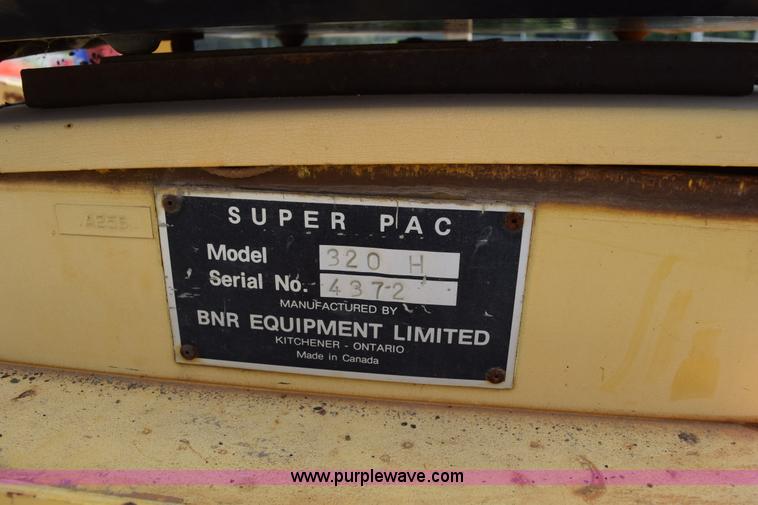 SUPER PAC
Model 320 H
Serial No. 4372
MANUFACTURED BY
BNR EQUIPMENT LIMITED
KITCHENER - ONTARIO
Made in Canada
www.purplewave.com